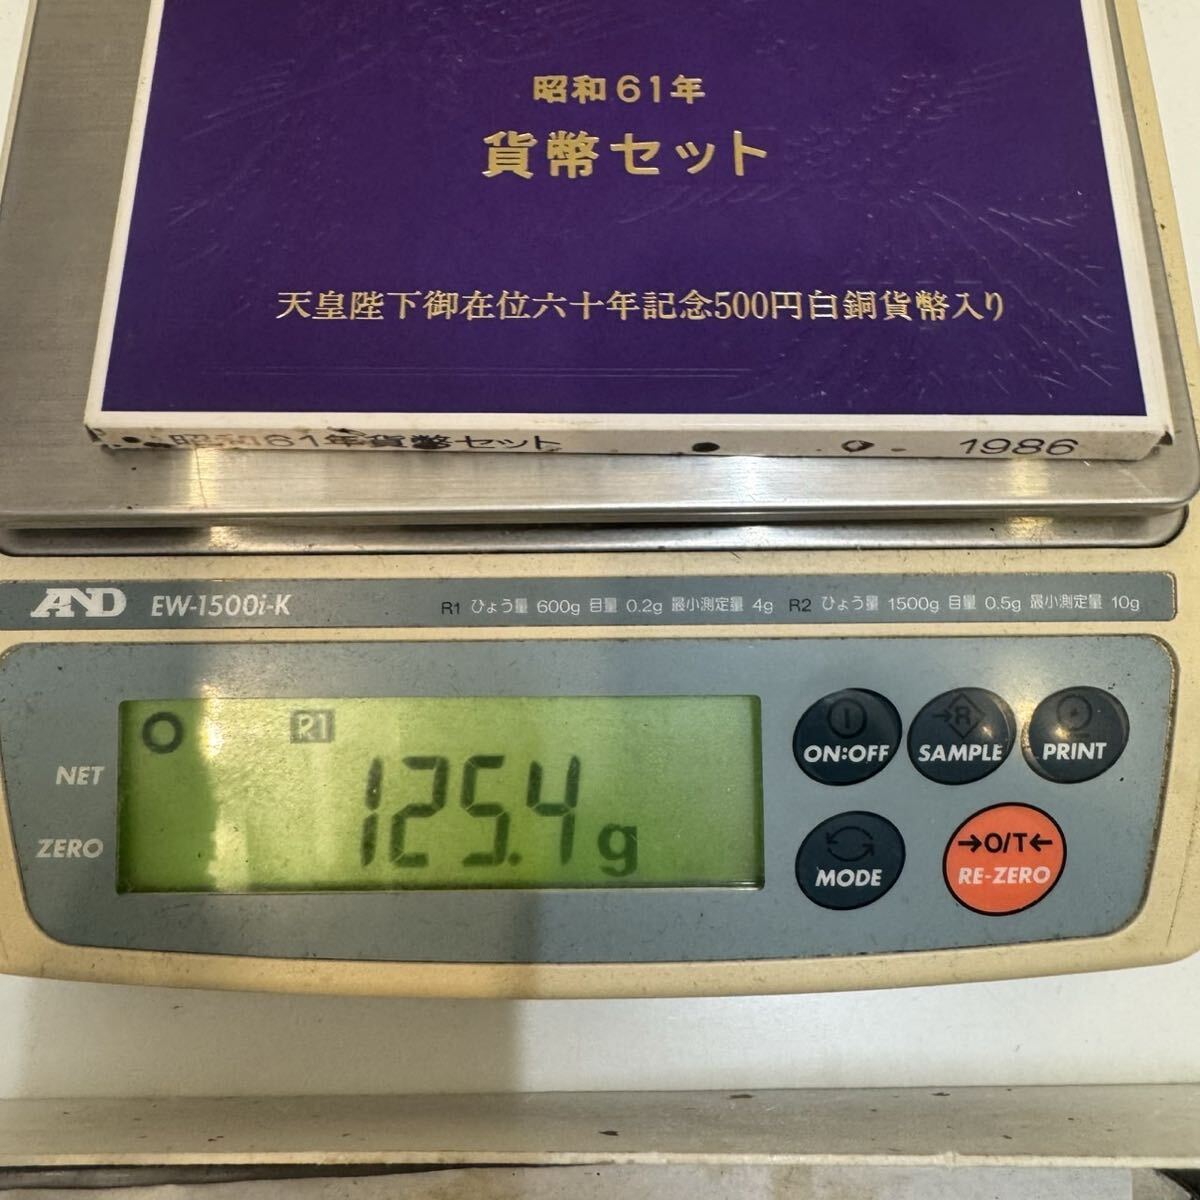 昭和61年
貨幣セット
天皇陛下御在位六十年記念500円白銅貨幣入り
昭和61年貨幣セット 1986
AND EW-1500i-K R1 ひょう量 600g 目量 0.2g 最小測定量 4g R2 ひょう量 1500g 目量 0.5g 最小測定量 10g
R1
NET
ZERO
125.4 g
ON:OFF
→R
SAMPLE
PRINT
MODE
→0/T←
RE-ZERO